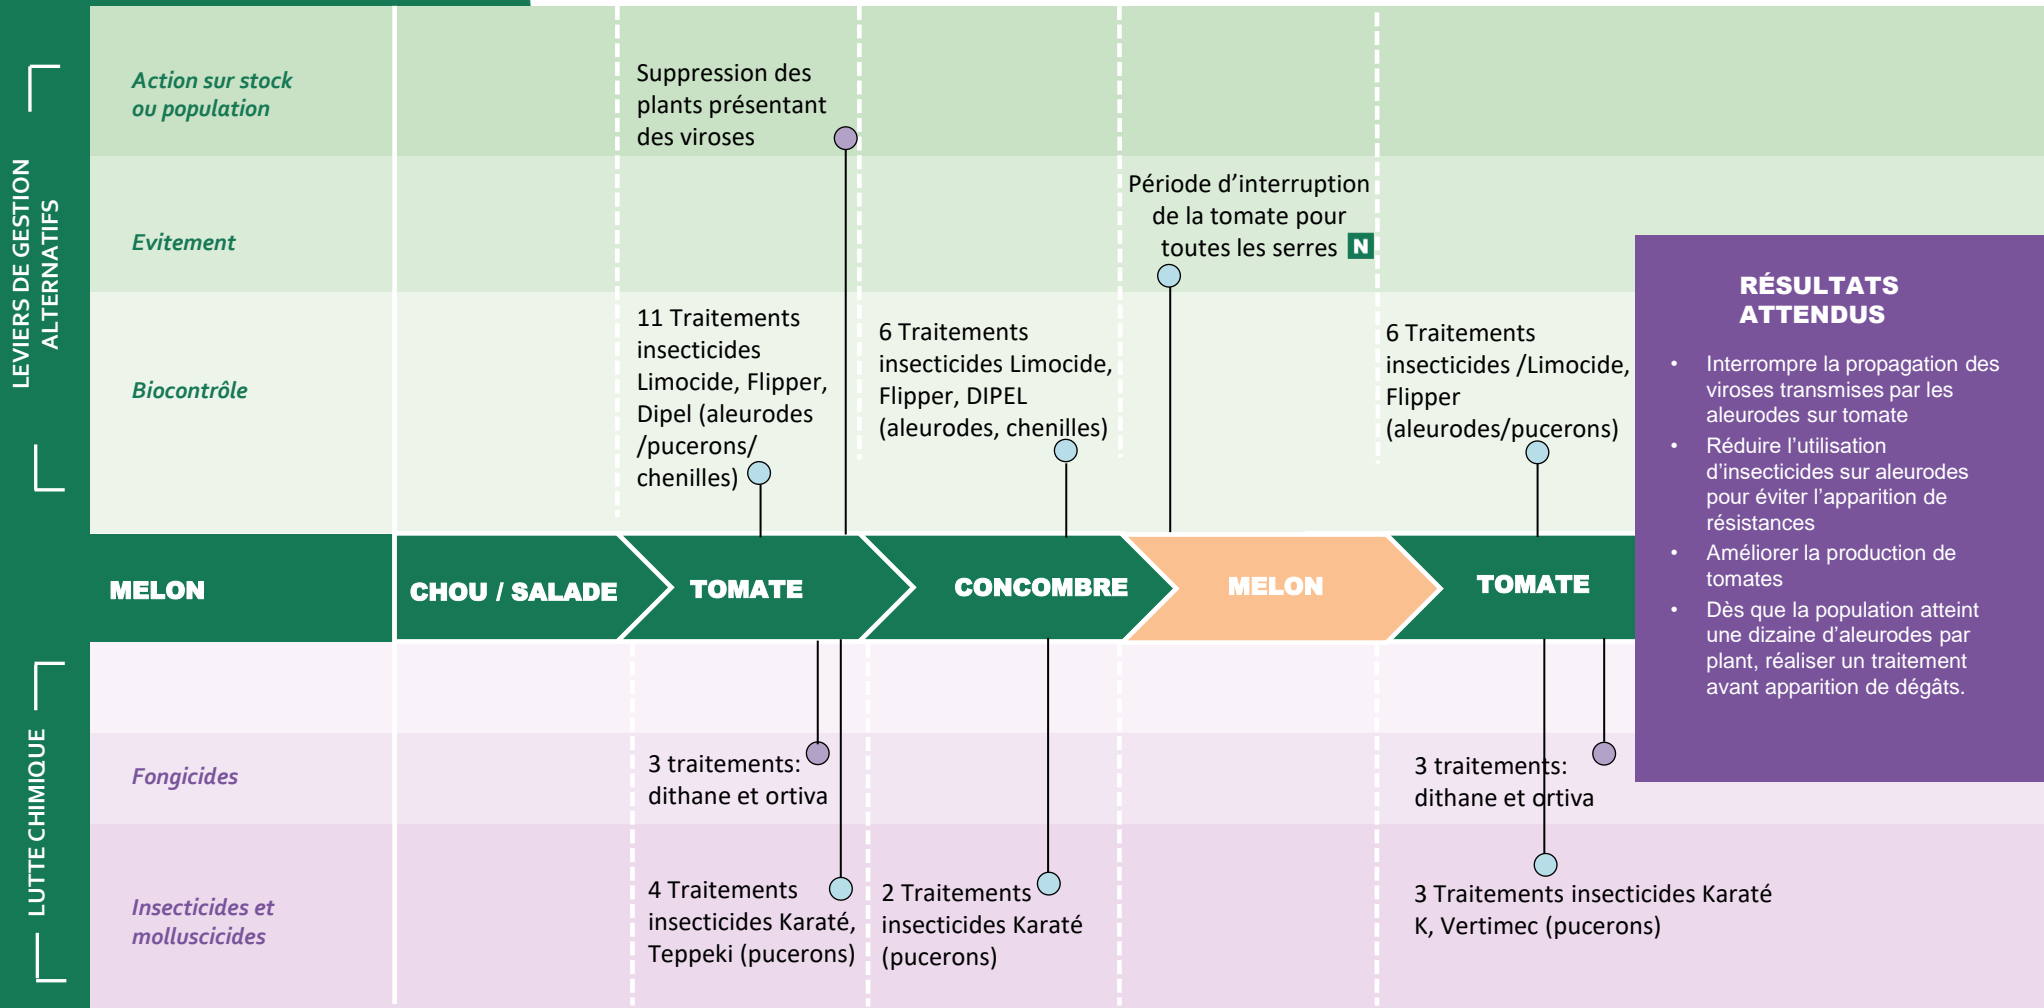 LEVIERS DE GESTION
ALTERNATIFS
Action sur stock
ou population
Suppression des
plants présentant
des viroses
Evitement
Période d’interruption
de la tomate pour
toutes les serres N
Biocontrôle
11 Traitements
insecticides
Limocide, Flipper,
Dipel (aleurodes
/pucerons/
chenilles)
6 Traitements
insecticides Limocide,
Flipper, DIPEL
(aleurodes, chenilles)
6 Traitements
insecticides /Limocide,
Flipper
(aleurodes/pucerons)
MELON
CHOU / SALADE
TOMATE
CONCOMBRE
MELON
TOMATE
LUTTE CHIMIQUE
Fongicides
3 traitements:
dithane et ortiva
3 traitements:
dithane et ortiva
Insecticides et
molluscicides
4 Traitements
insecticides Karaté,
Teppeki (pucerons)
2 Traitements
insecticides Karaté
(pucerons)
3 Traitements insecticides Karaté
K, Vertimec (pucerons)
RÉSULTATS
ATTENDUS
• Interrompre la propagation des
viroses transmises par les
aleurodes sur tomate
• Réduire l’utilisation
d’insecticides sur aleurodes
pour éviter l’apparition de
résistances
• Améliorer la production de
tomates
• Dès que la population atteint
une dizaine d’aleurodes par
plant, réaliser un traitement
avant apparition de dégâts.